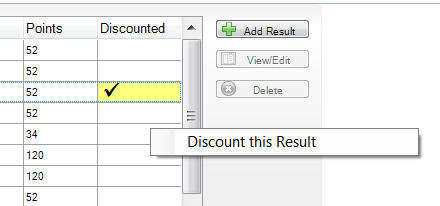 Points Discounted
Add Result
52
52
View/Edit
52
Delete
52
34
Discount this Result
120
120
52